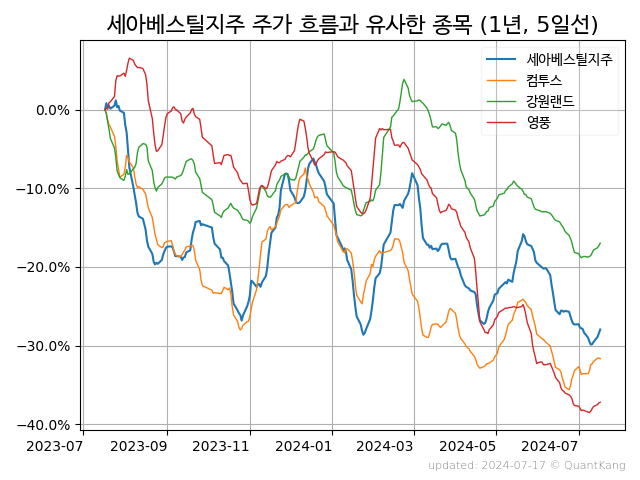 세아베스틸지주 주가 흐름과 유사한 종목 (1년, 5일선)
세아베스틸지주
컴투스
강원랜드
영풍
0.0%
−10.0%
−20.0%
−30.0%
−40.0%
2023-07 2023-09 2023-11 2024-01 2024-03 2024-05 2024-07
updated: 2024-07-17 © QuantKang